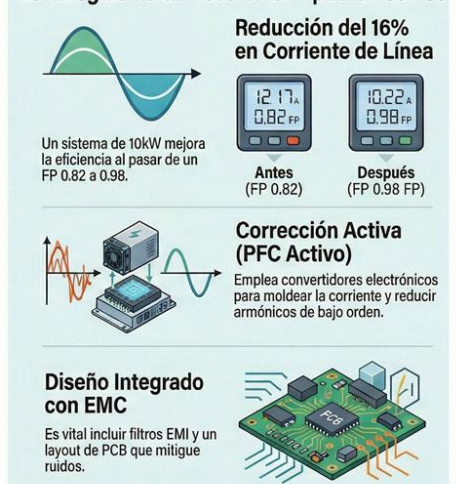 Reducción del 16%
en Corriente de Línea
12.17 A
0.82 FP
10.22 A
0.98 FP
Un sistema de 10kW mejora
la eficiencia al pasar de un
FP 0.82 a 0.98.
Antes
(FP 0.82)
Después
(FP 0.98 FP)
Corrección Activa
(PFC Activo)
Emplea convertidores electrónicos
para moldear la corriente y reducir
armónicos de bajo orden.
Diseño Integrado
con EMC
Es vital incluir filtros EMI y un
layout de PCB que mitigue
ruidos.
PCB